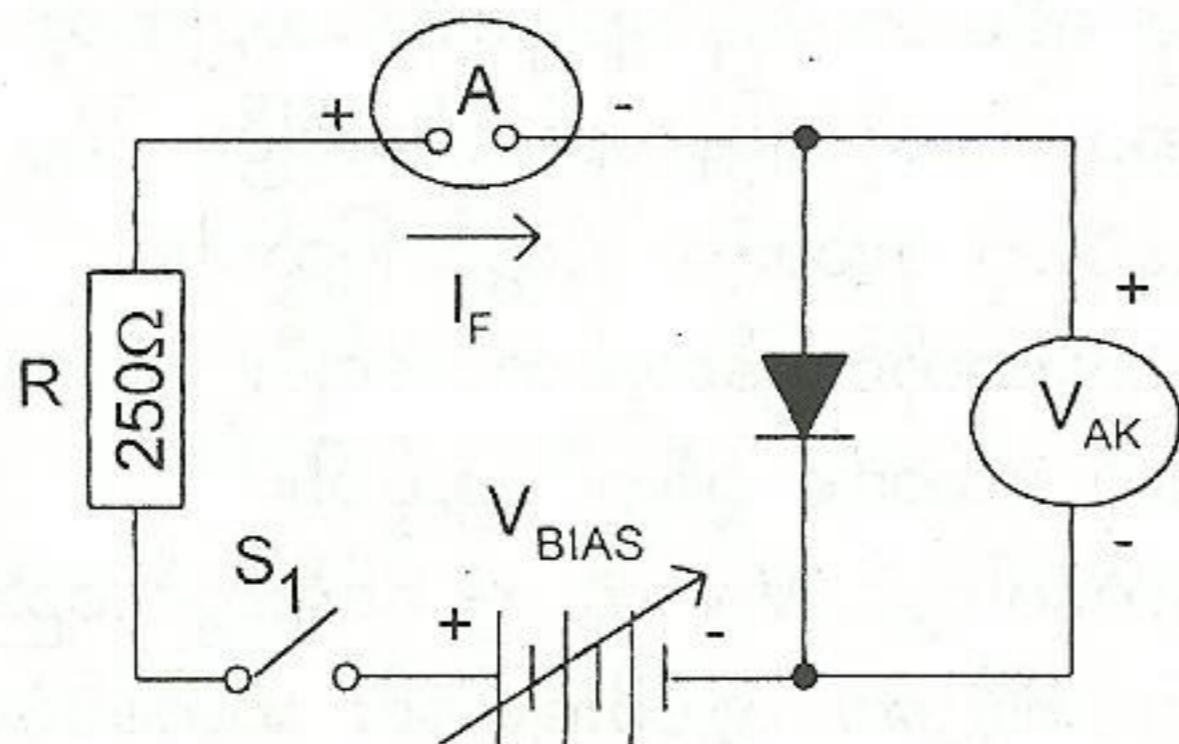 + A -
I_F
R 250Ω
+
V_AK
-
V_BIAS
S_1
+ -